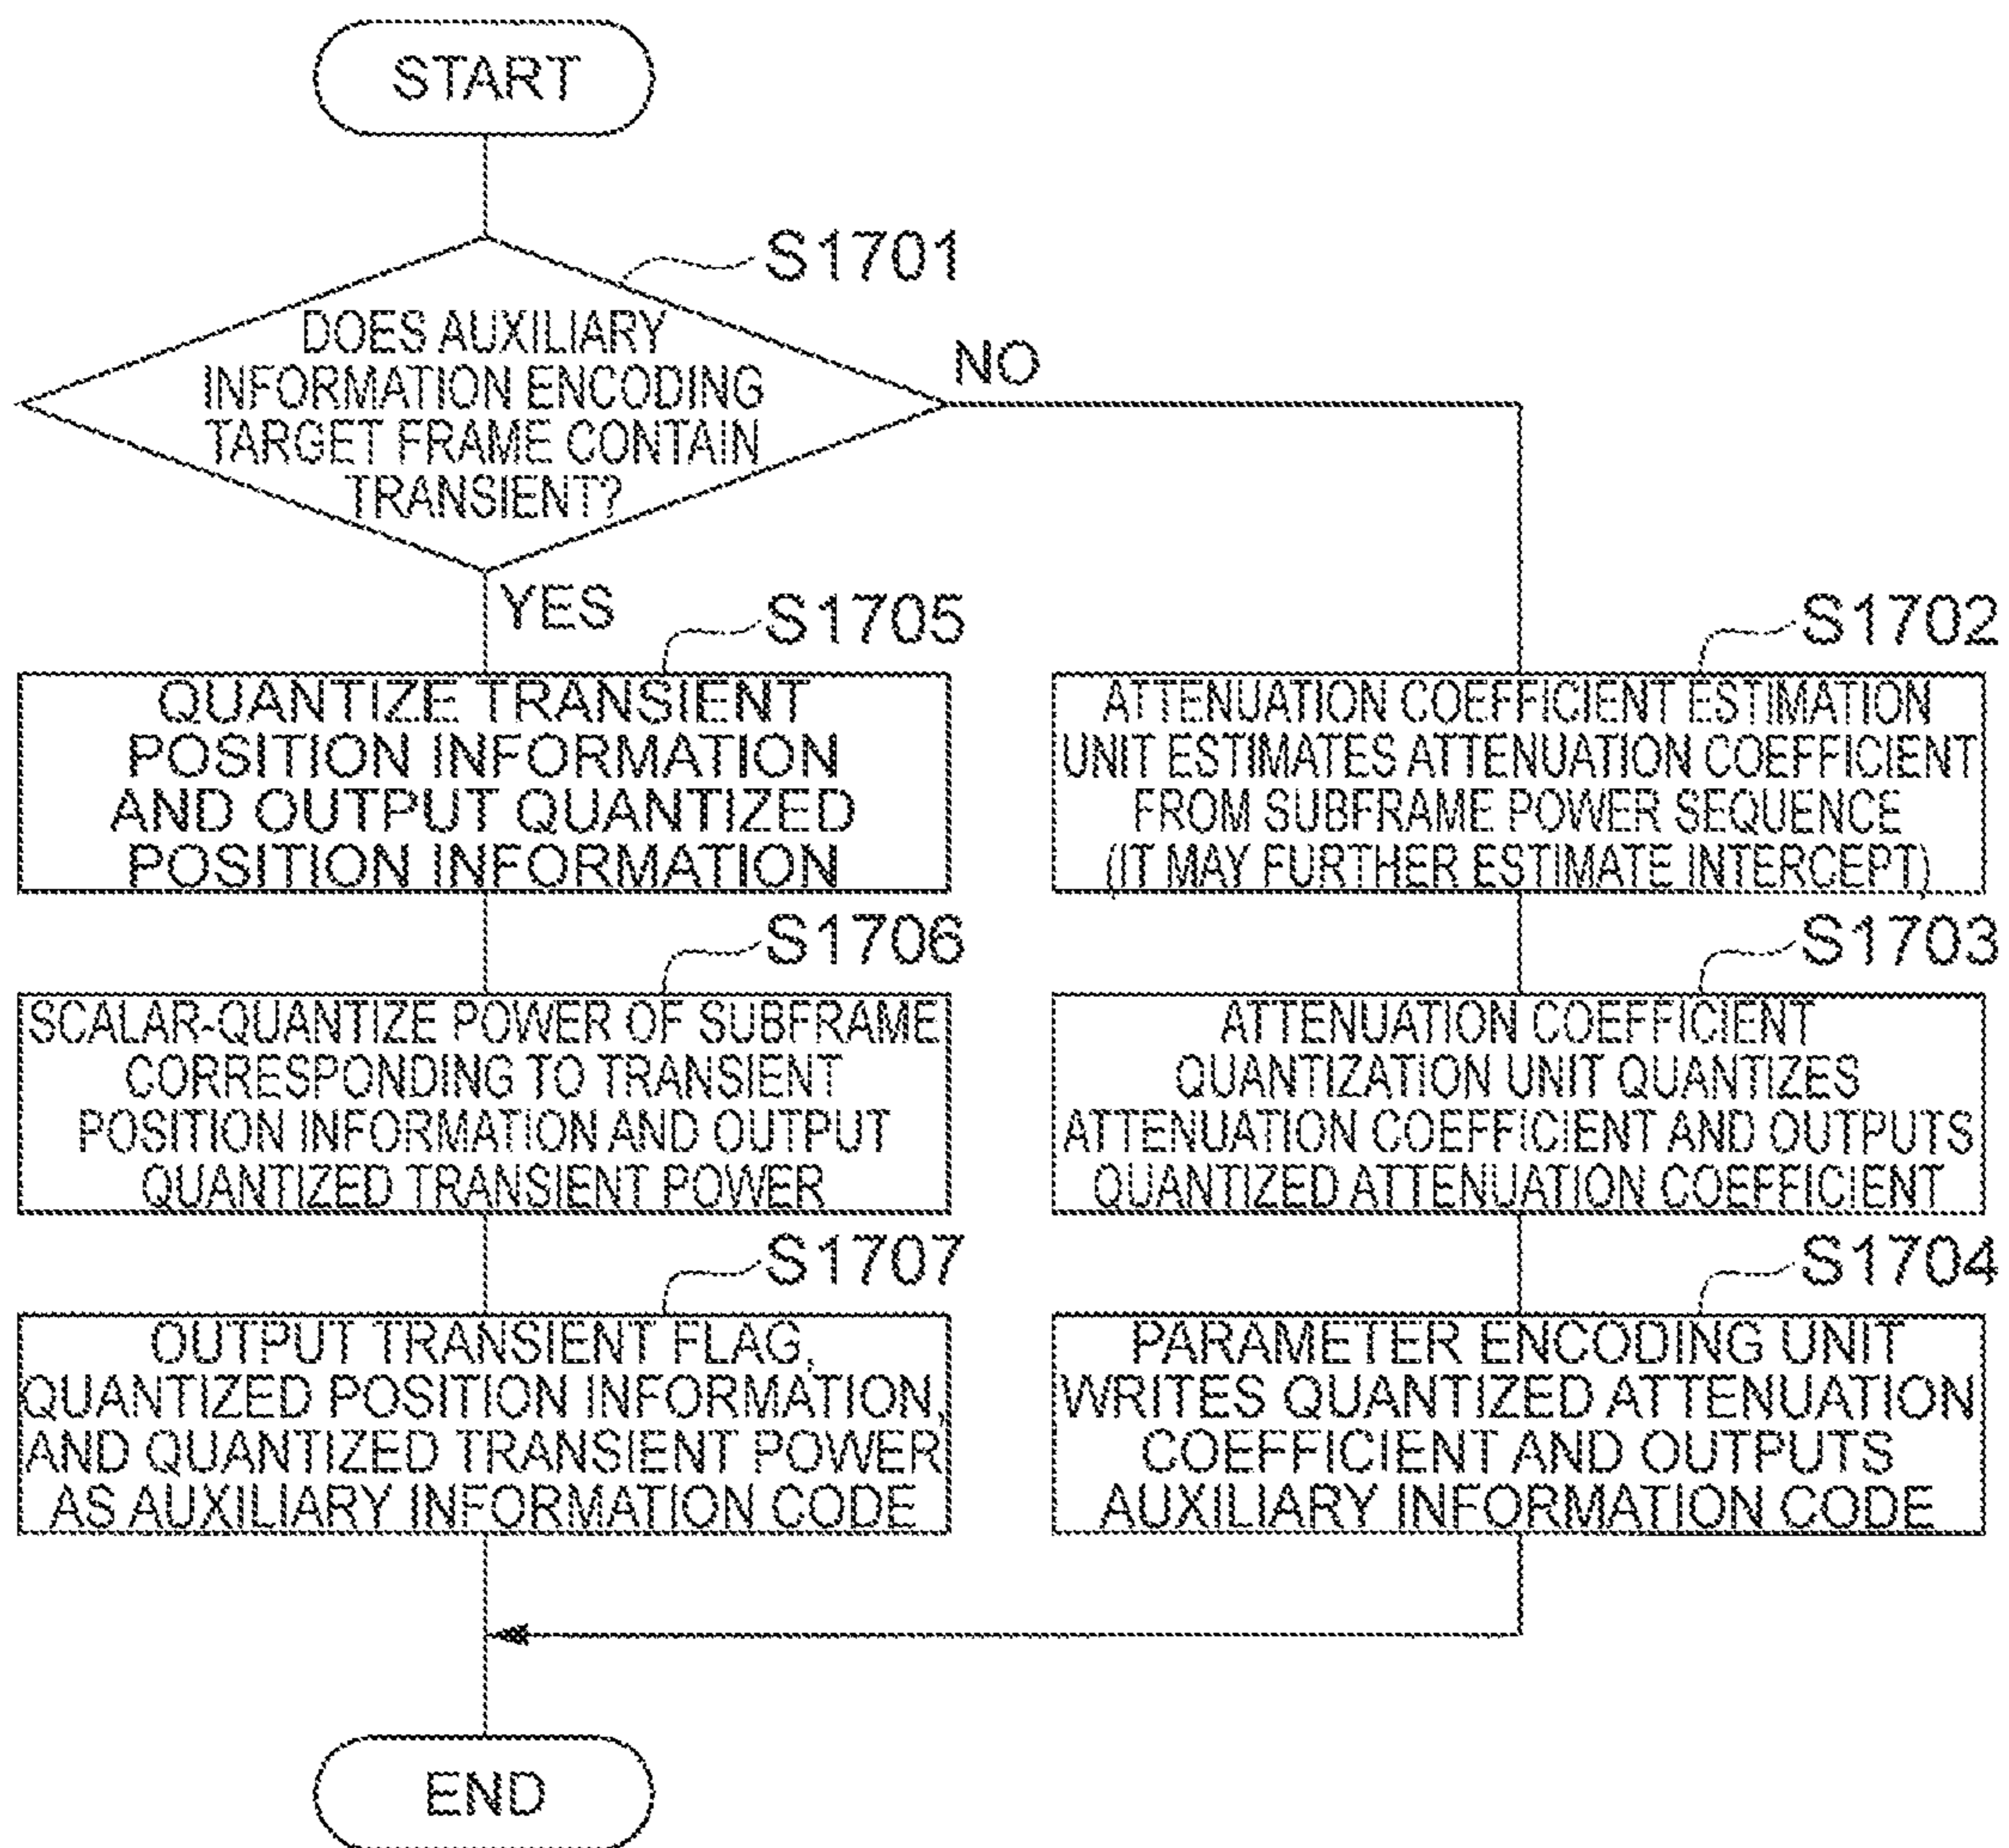 START
S1701
DOES AUXILIARY
INFORMATION ENCODING
TARGET FRAME CONTAIN
TRANSIENT?
NO
YES
S1705
QUANTIZE TRANSIENT
POSITION INFORMATION
AND OUTPUT QUANTIZED
POSITION INFORMATION
S1706
SCALAR-QUANTIZE POWER OF SUBFRAME
CORRESPONDING TO TRANSIENT
POSITION INFORMATION AND OUTPUT
QUANTIZED TRANSIENT POWER
S1707
OUTPUT TRANSIENT FLAG,
QUANTIZED POSITION INFORMATION,
AND QUANTIZED TRANSIENT POWER
AS AUXILIARY INFORMATION CODE
S1702
ATTENUATION COEFFICIENT ESTIMATION
UNIT ESTIMATES ATTENUATION COEFFICIENT
FROM SUBFRAME POWER SEQUENCE
(IT MAY FURTHER ESTIMATE INTERCEPT)
S1703
ATTENUATION COEFFICIENT
QUANTIZATION UNIT QUANTIZES
ATTENUATION COEFFICIENT AND OUTPUTS
QUANTIZED ATTENUATION COEFFICIENT
S1704
PARAMETER ENCODING UNIT
WRITES QUANTIZED ATTENUATION
COEFFICIENT AND OUTPUTS
AUXILIARY INFORMATION CODE
END